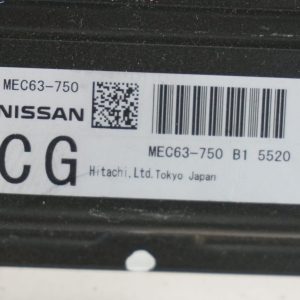 MEC63-750
NISSAN
MEC63-750 B1 5520
CG
Hitachi,Ltd.Tokyo Japan